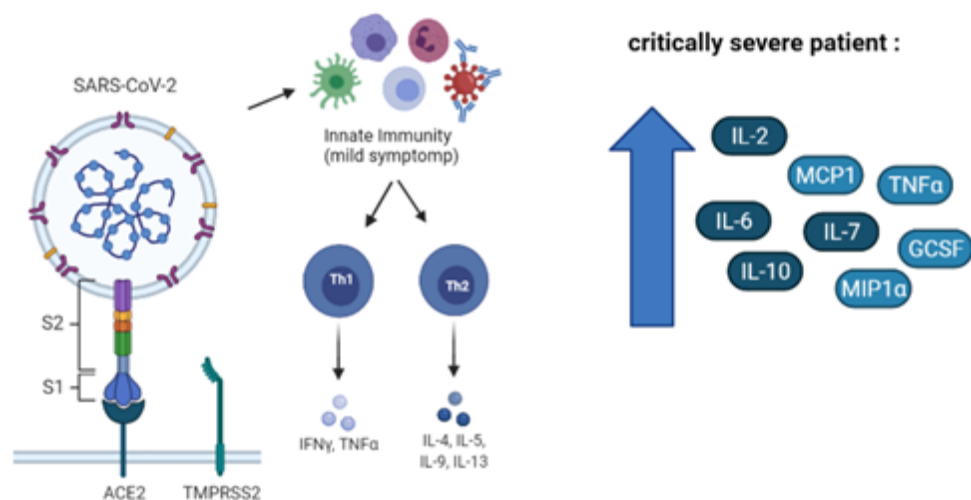 SARS-CoV-2
S2
S1
ACE2
TMPRSS2
Innate Immunity
(mild symptomp)
Th1
Th2
IFNγ, TNFα
IL-4, IL-5,
IL-9, IL-13
critically severe patient :
IL-2
MCP1
TNFα
IL-6
IL-7
GCSF
IL-10
MIP1α